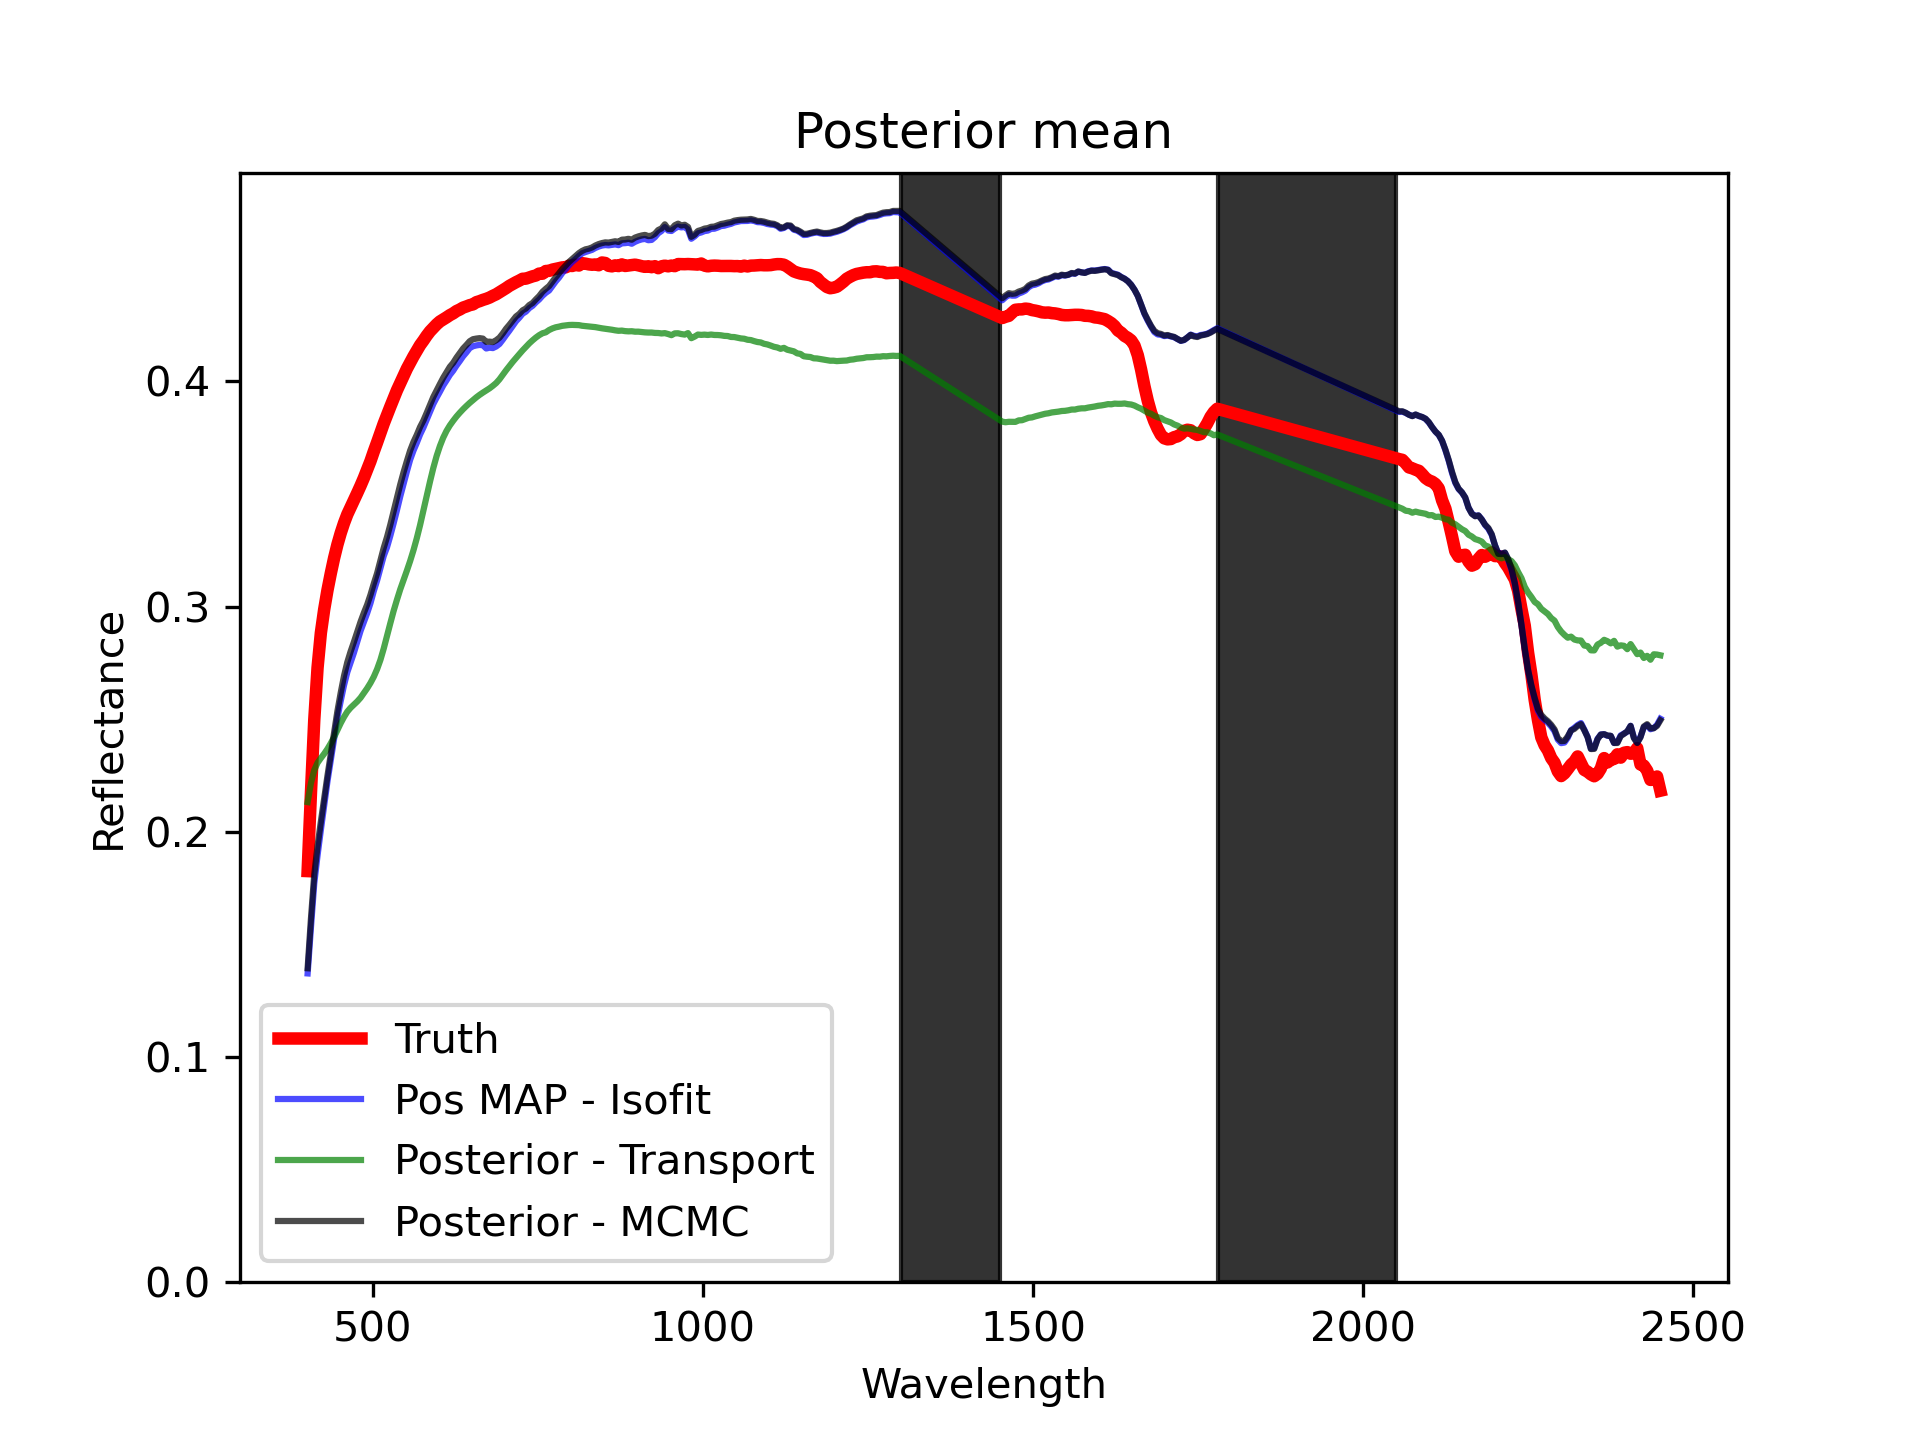 Posterior mean
Reflectance
0.4
0.3
0.2
0.1
0.0
Truth
Pos MAP - Isofit
Posterior - Transport
Posterior - MCMC
500 1000 1500 2000 2500
Wavelength